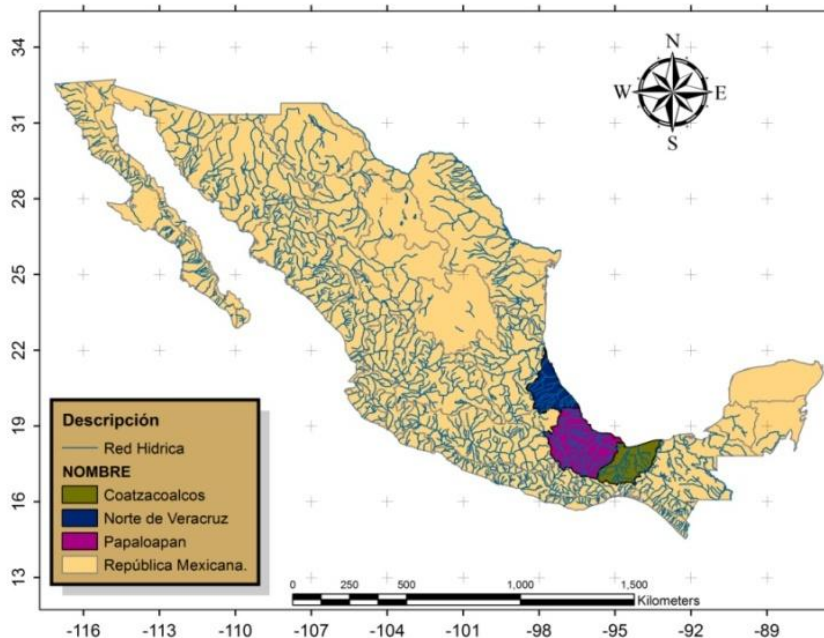 34
31
28
25
22
19
16
13
N
W
E
S
Descripción
Red Hidrica
NOMBRE
Coatzacoalcos
Norte de Veracruz
Papaloapan
República Mexicana.
0 250 500 1,000 1,500
Kilometers
-116 -113 -110 -107 -104 -101 -98 -95 -92 -89